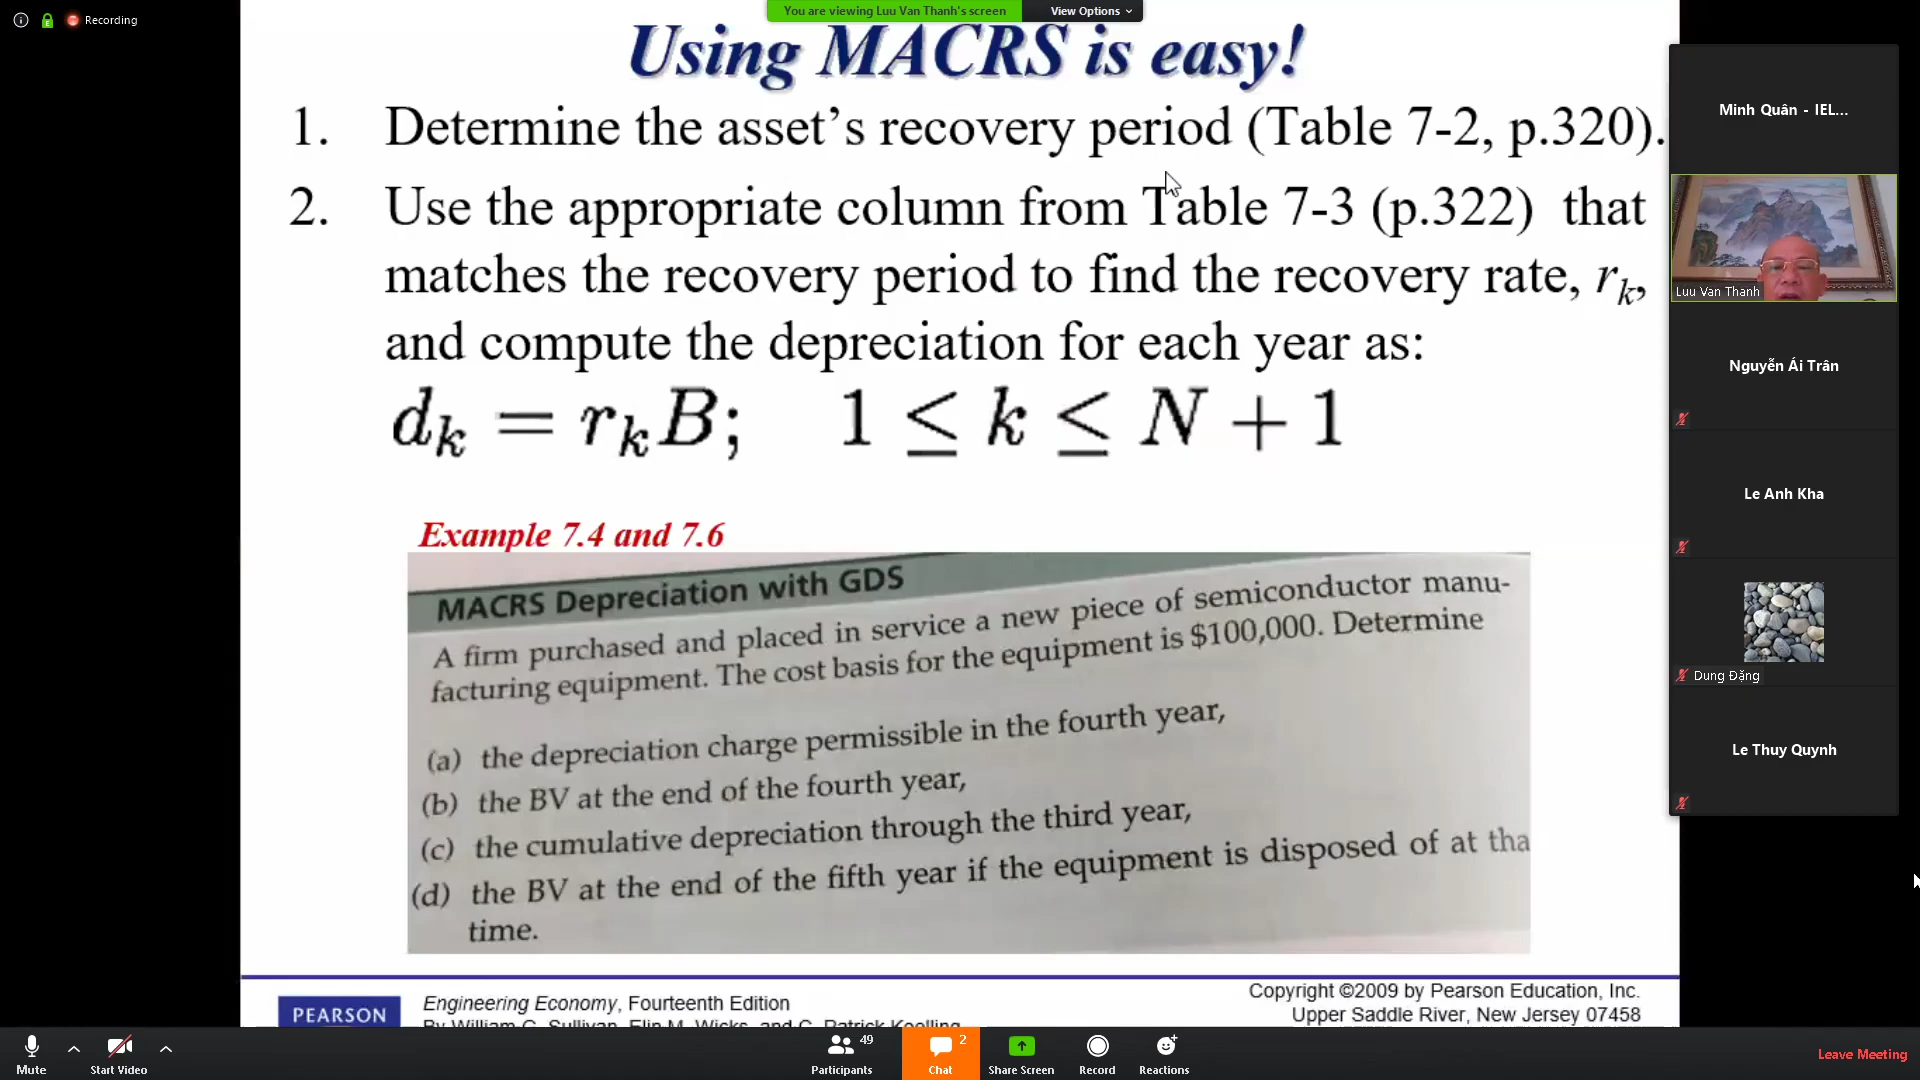 Recording
You are viewing Luu Van Thanh's screen
View Options
Using MACRS is easy!
1. Determine the asset’s recovery period (Table 7-2, p.320).
2. Use the appropriate column from Table 7-3 (p.322) that
matches the recovery period to find the recovery rate, rk,
and compute the depreciation for each year as:
dk = rkB; 1 ≤ k ≤ N + 1
Example 7.4 and 7.6
MACRS Depreciation with GDS
A firm purchased and placed in service a new piece of semiconductor manu-
facturing equipment. The cost basis for the equipment is $100,000. Determine
(a) the depreciation charge permissible in the fourth year,
(b) the BV at the end of the fourth year,
(c) the cumulative depreciation through the third year,
(d) the BV at the end of the fifth year if the equipment is disposed of at tha
time.
PEARSON
Engineering Economy, Fourteenth Edition
By William G. Sullivan, Elin M. Wicks, and C. Patrick Koelling
Copyright ©2009 by Pearson Education, Inc.
Upper Saddle River, New Jersey 07458
Minh Quân - IEL...
Luu Van Thanh
Nguyễn Ái Trân
Le Anh Kha
Dung Đặng
Le Thuy Quynh
Mute
Start Video
49
Participants
2
Chat
Share Screen
Record
Reactions
Leave Meeting